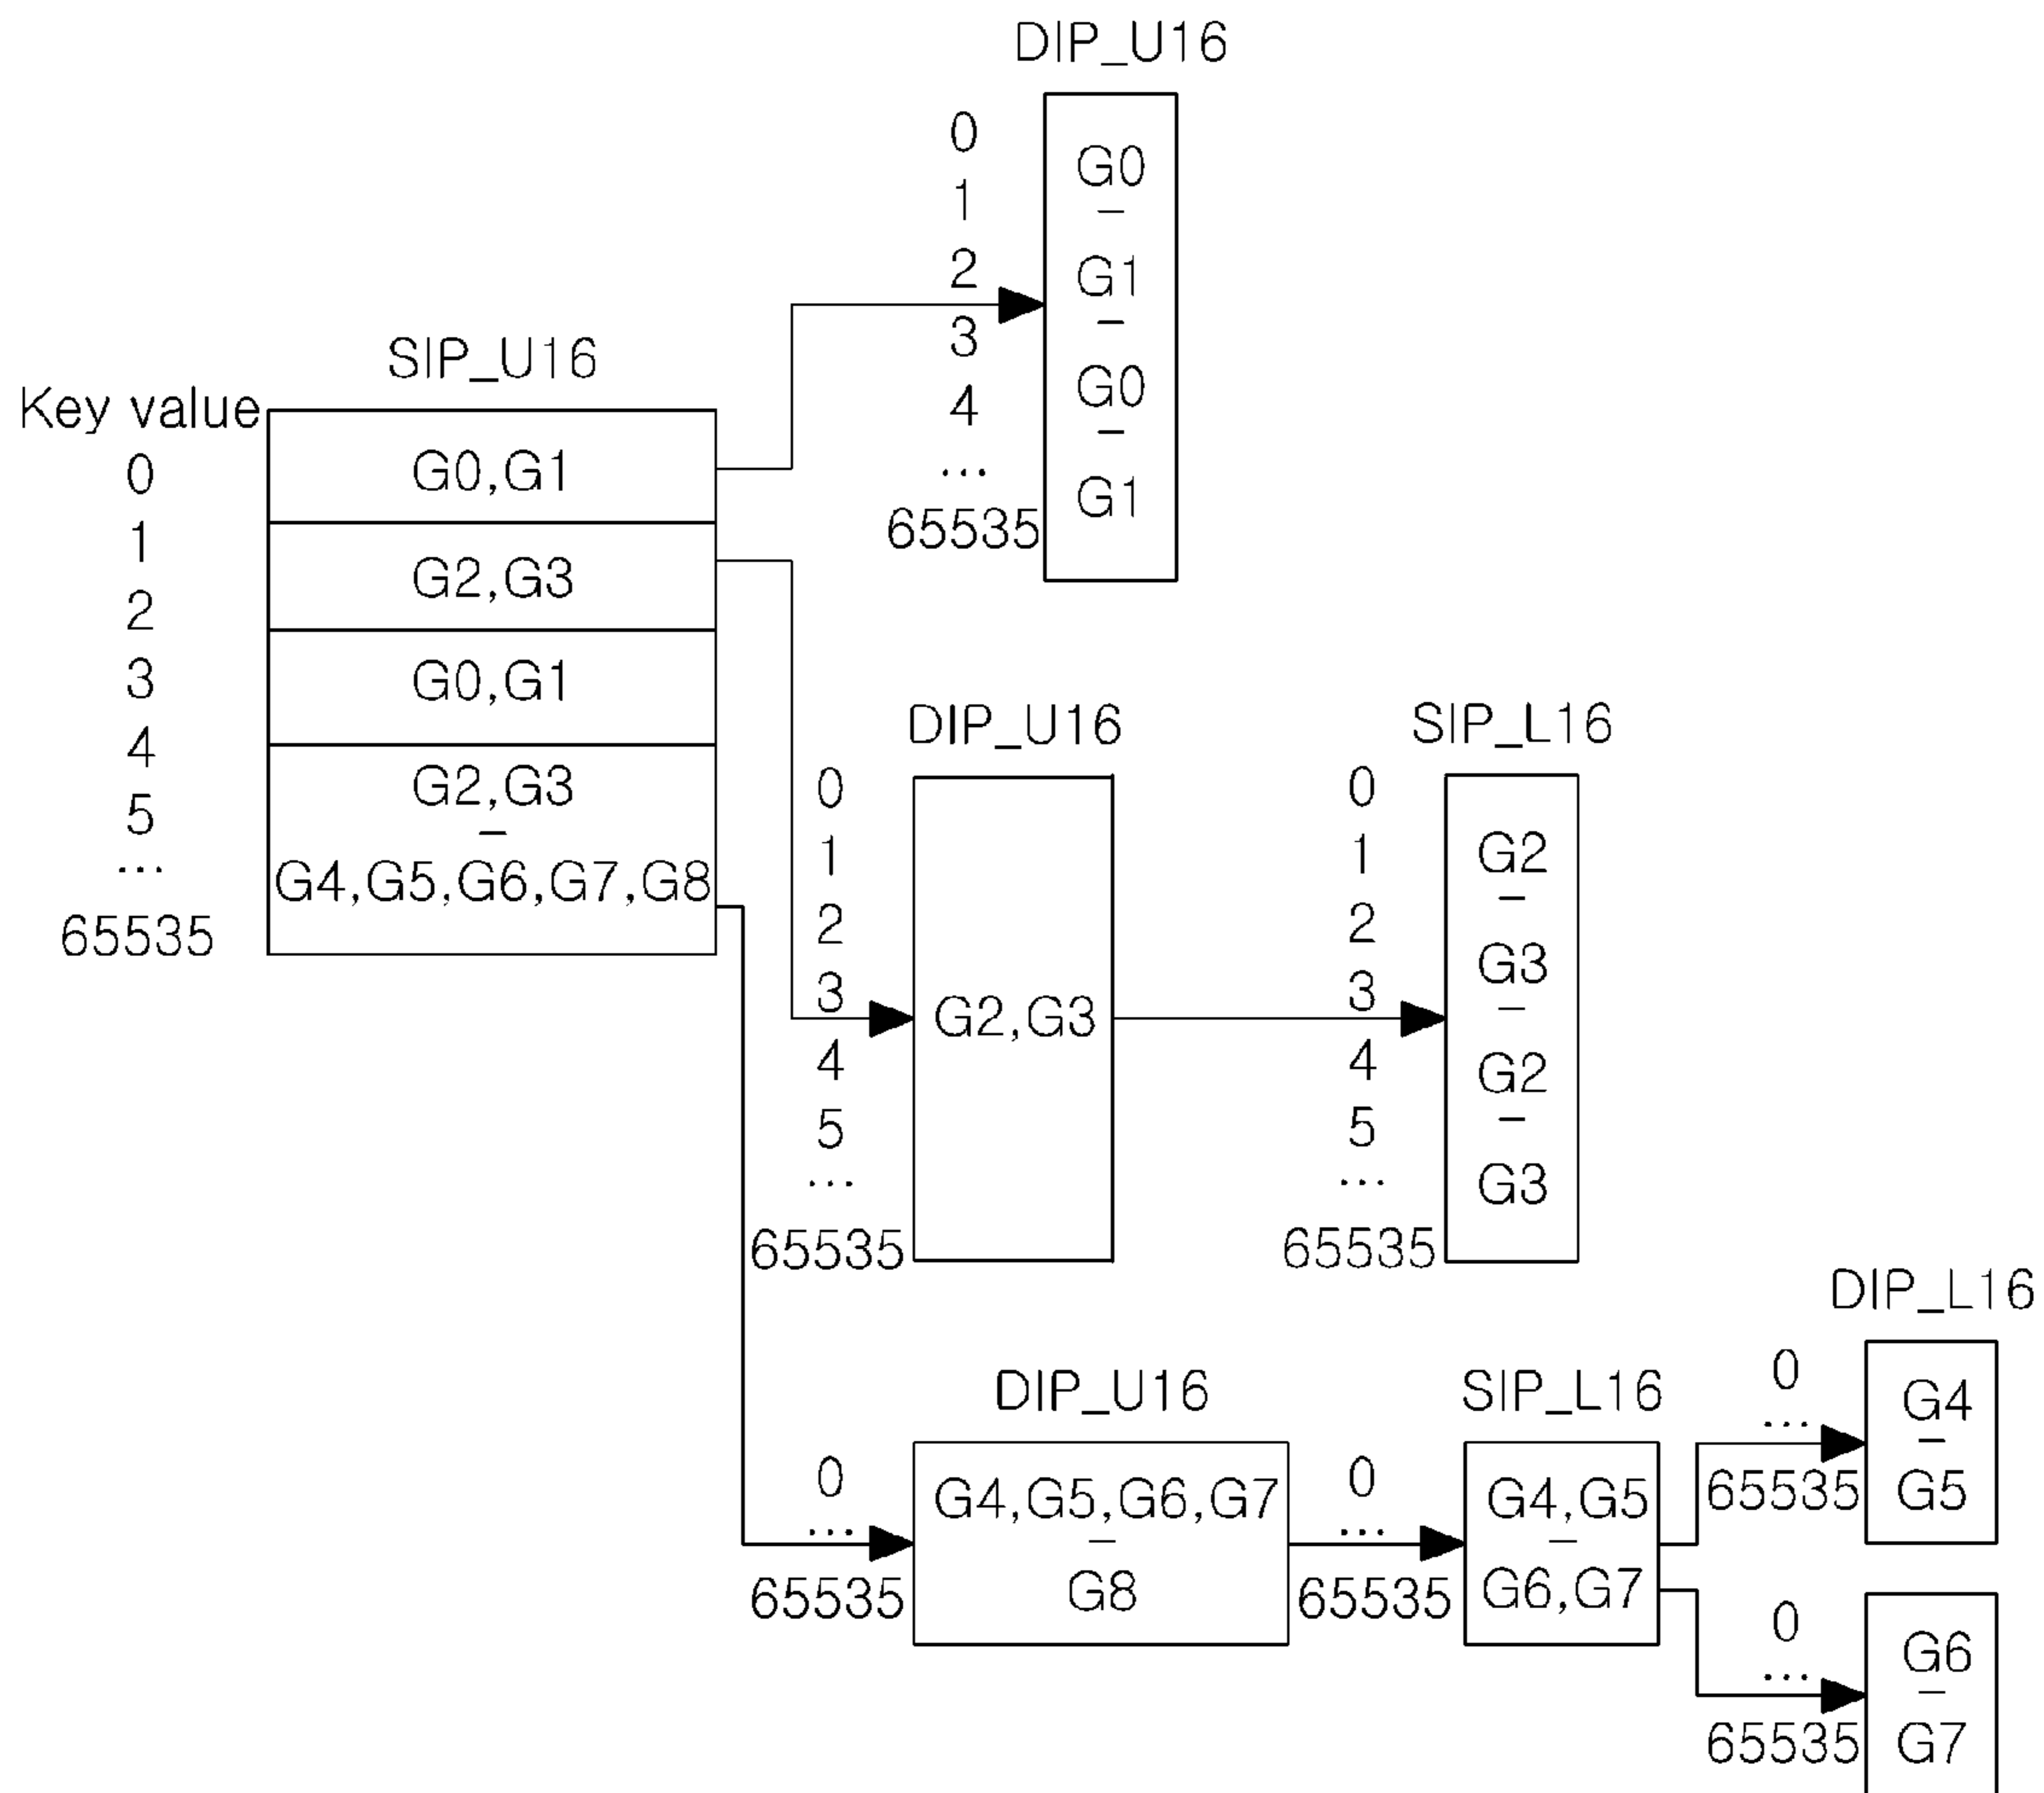 DIP_U16
0
1
2
3
4
...
65535
G0
-
G1
-
G0
-
G1
SIP_U16
Key value
0
1
2
3
4
5
...
65535
G0,G1
G2,G3
G0,G1
G2,G3
-
G4,G5,G6,G7,G8
DIP_U16
0
1
2
3
4
5
...
65535
G2,G3
SIP_L16
0
1
2
3
4
5
...
65535
G2
-
G3
-
G2
-
G3
DIP_U16
0
...
65535
G4,G5,G6,G7
-
G8
SIP_L16
0
...
65535
G4,G5
-
G6,G7
DIP_L16
0
...
65535
G4
-
G5
0
...
65535
G6
-
G7